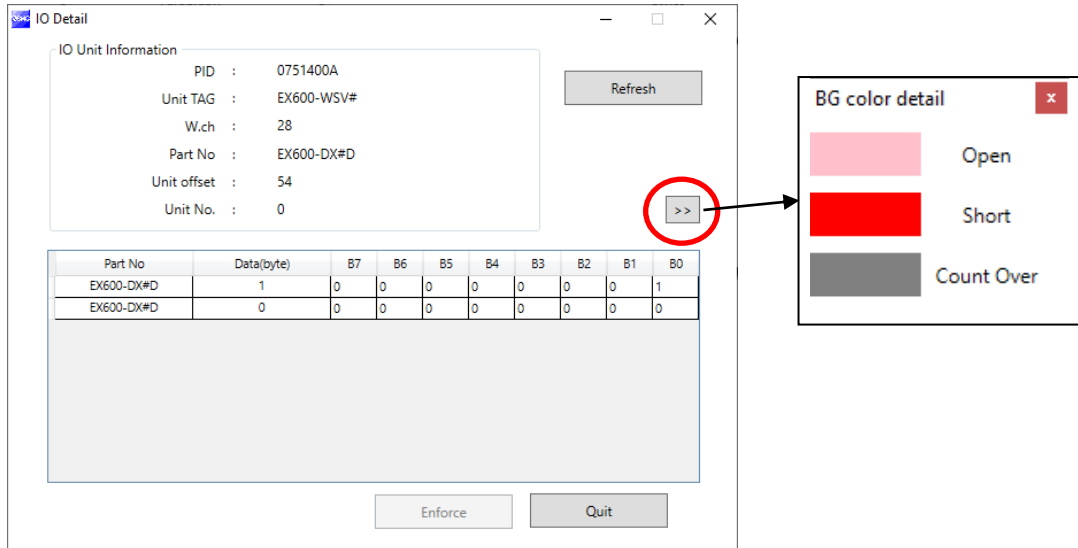 IO Detail
IO Unit Information
PID : 0751400A
Unit TAG : EX600-WSV#
W.ch : 28
Part No : EX600-DX#D
Unit offset : 54
Unit No. : 0
Refresh
>>
Part No Data(byte) B7 B6 B5 B4 B3 B2 B1 B0
EX600-DX#D 1 0 0 0 0 0 0 0 1
EX600-DX#D 0 0 0 0 0 0 0 0 0
Enforce Quit
BG color detail x
Open
Short
Count Over